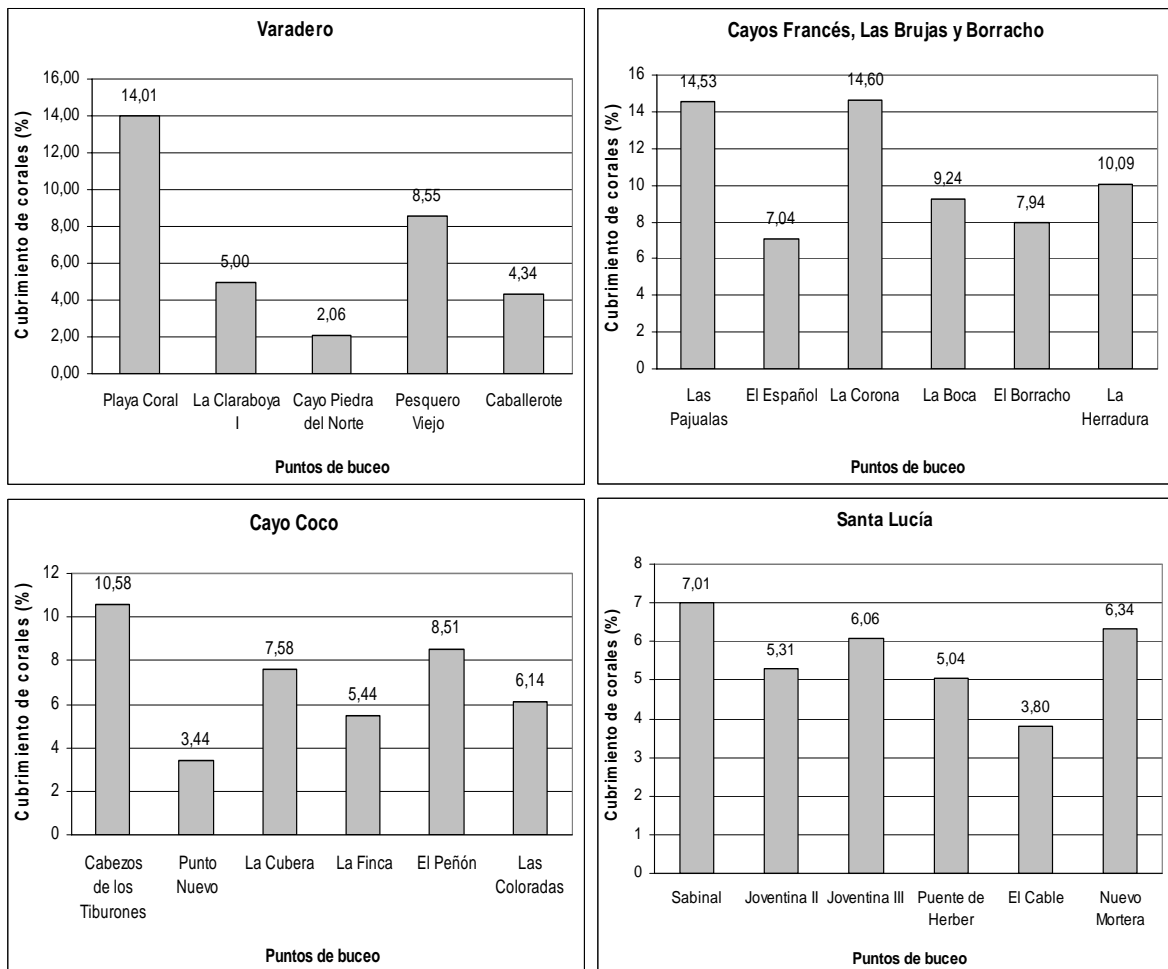 Varadero
Cubrimiento de corales (%)
16,00
14,00
12,00
10,00
8,00
6,00
4,00
2,00
0,00
14,01
5,00
2,06
8,55
4,34
Playa Coral
La Claraboya
I
Cayo Piedra
del Norte
Pesquero
Viejo
Caballerote
Puntos de buceo
Cayos Francés, Las Brujas y Borracho
Cubrimiento de corales (%)
16
14
12
10
8
6
4
2
0
14,53
7,04
14,60
9,24
7,94
10,09
Las
Pajualas
El Español
La Corona
La Boca
El Borracho
La
Herradura
Puntos de buceo
Cayo Coco
Cubrimiento de corales (%)
12
10
8
6
4
2
0
10,58
3,44
7,58
5,44
8,51
6,14
Cabezos
de los
Tiburones
Punto
Nuevo
La Cubera
La Finca
El Peñón
Las
Coloradas
Puntos de buceo
Santa Lucía
Cubrimiento de corales (%)
8
7
6
5
4
3
2
1
0
7,01
5,31
6,06
5,04
3,80
6,34
Sabinal
Joventina II
Joventina III
Puente de
Herber
El Cable
Nuevo
Mortera
Puntos de buceo